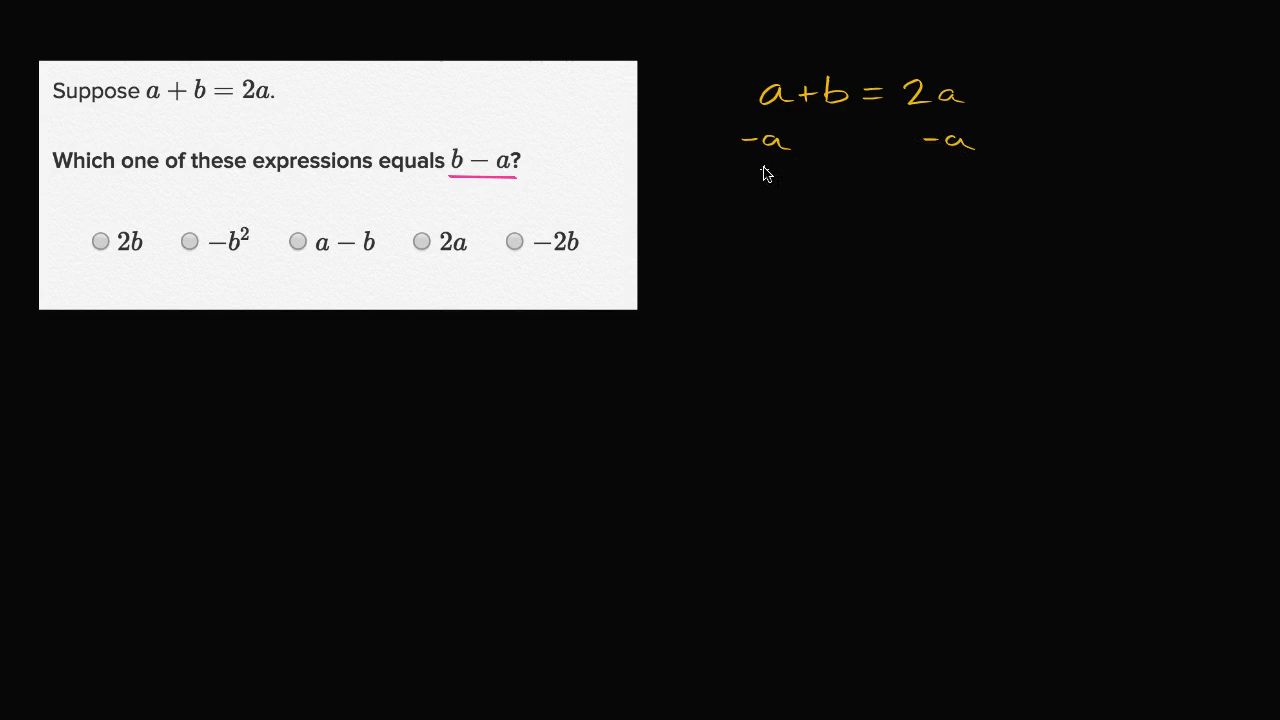 Suppose a + b = 2a.
Which one of these expressions equals b − a?
2b −b² a − b 2a −2b
a + b = 2a
-a -a